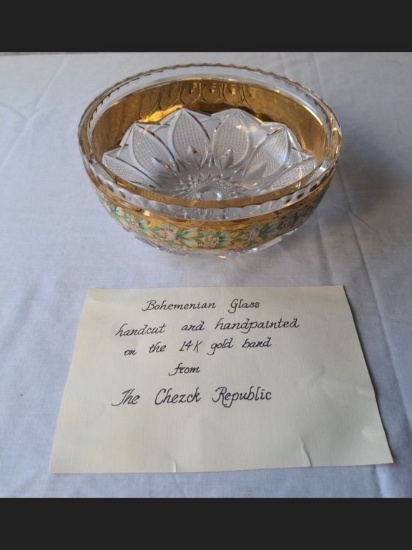 Bohemenian Glass
handcut and handpainted
on the 14K gold band
from
The Chezck Republic